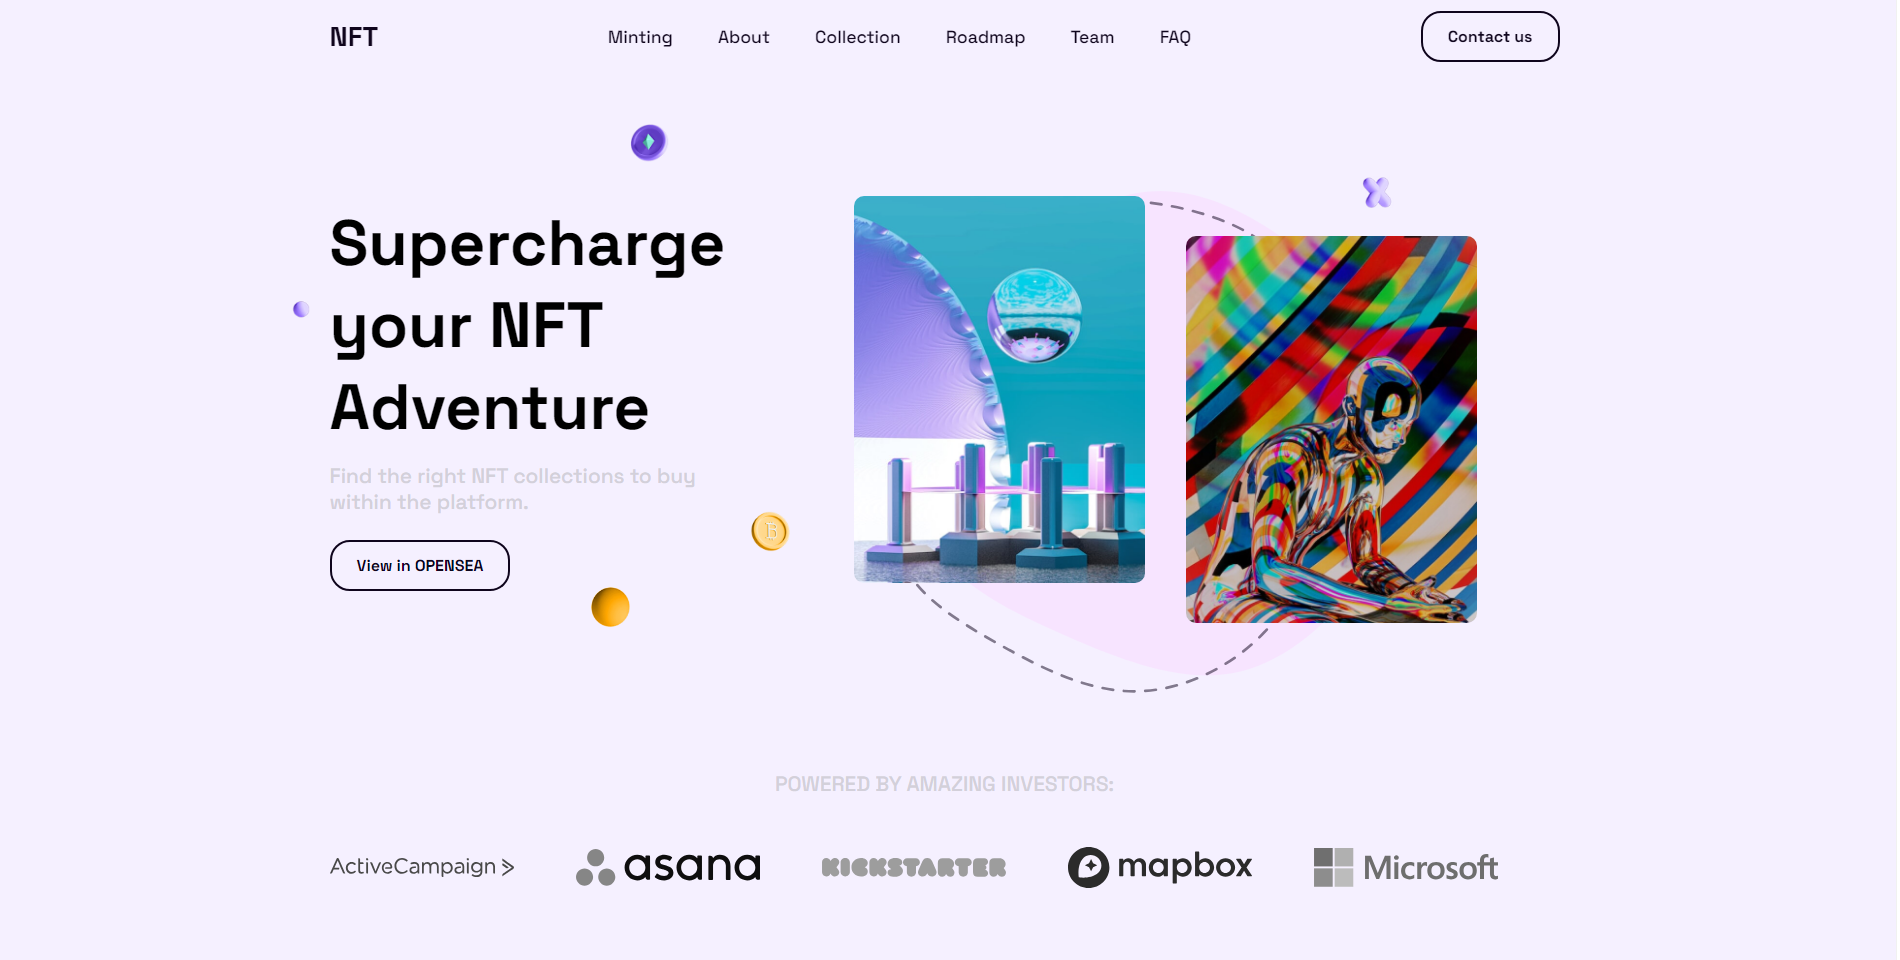 NFT
Minting
About
Collection
Roadmap
Team
FAQ
Contact us
Supercharge
your NFT
Adventure
Find the right NFT collections to buy
within the platform.
View in OPENSEA
B
POWERED BY AMAZING INVESTORS:
ActiveCampaign
asana
KICKSTARTER
mapbox
Microsoft